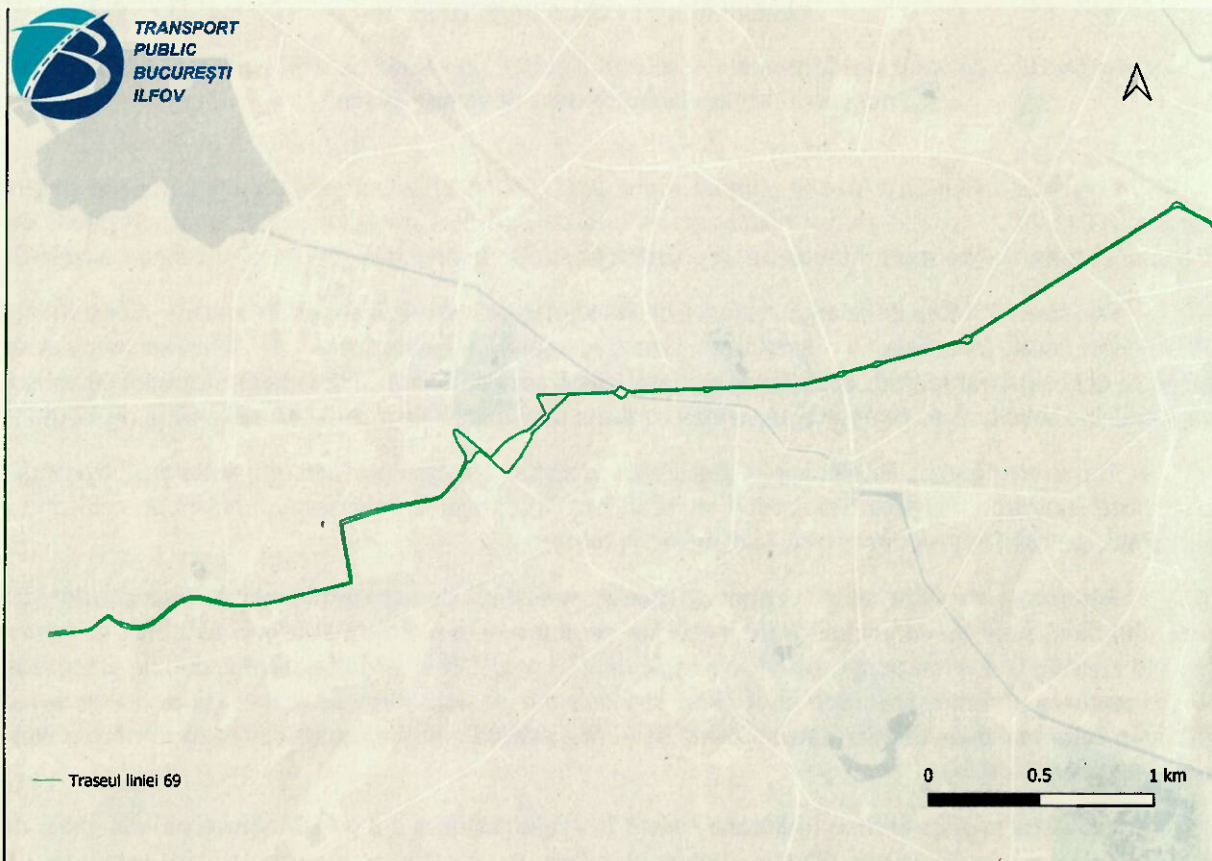 TRANSPORT
PUBLIC
BUCUREȘTI
ILFOV
Traseul liniei 69
0 0.5 1 km